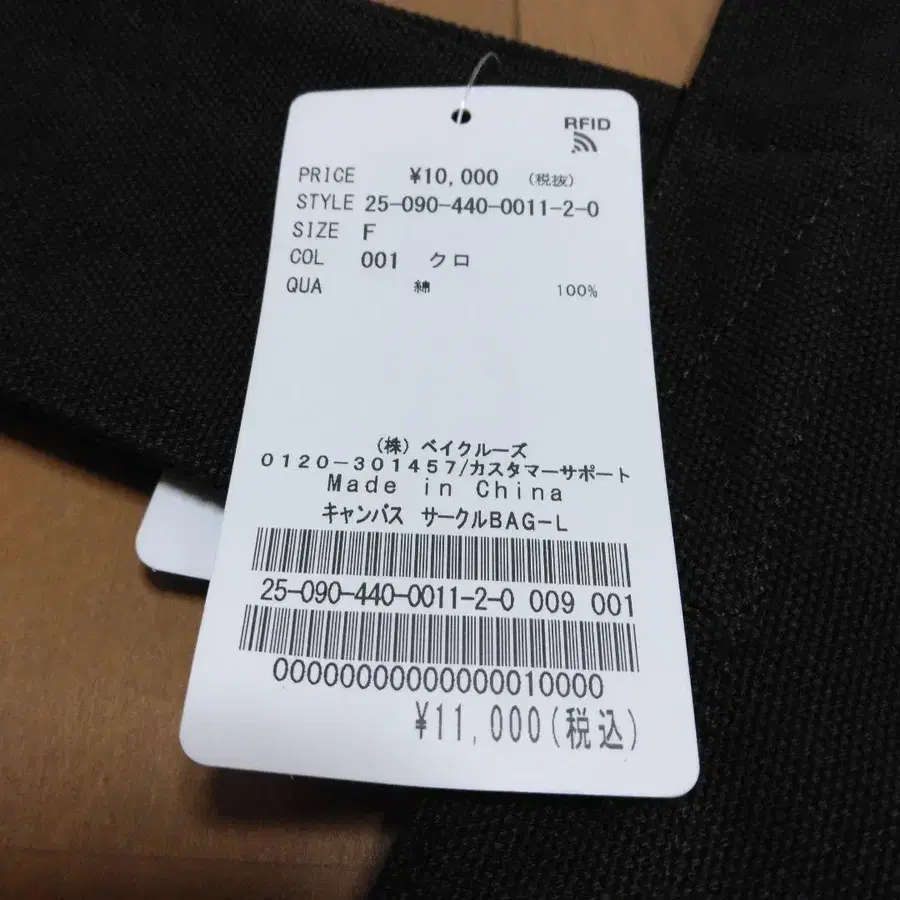 RFID
PRICE ¥10,000 (税抜)
STYLE 25-090-440-0011-2-0
SIZE F
COL 001 クロ
QUA 綿 100%
(株) ベイクルーズ
0120-301457/カスタマーサポート
Made in China
キャンバス サークルBAG-L
25-090-440-0011-2-0 009 001
00000000000000010000
¥11,000(税込)